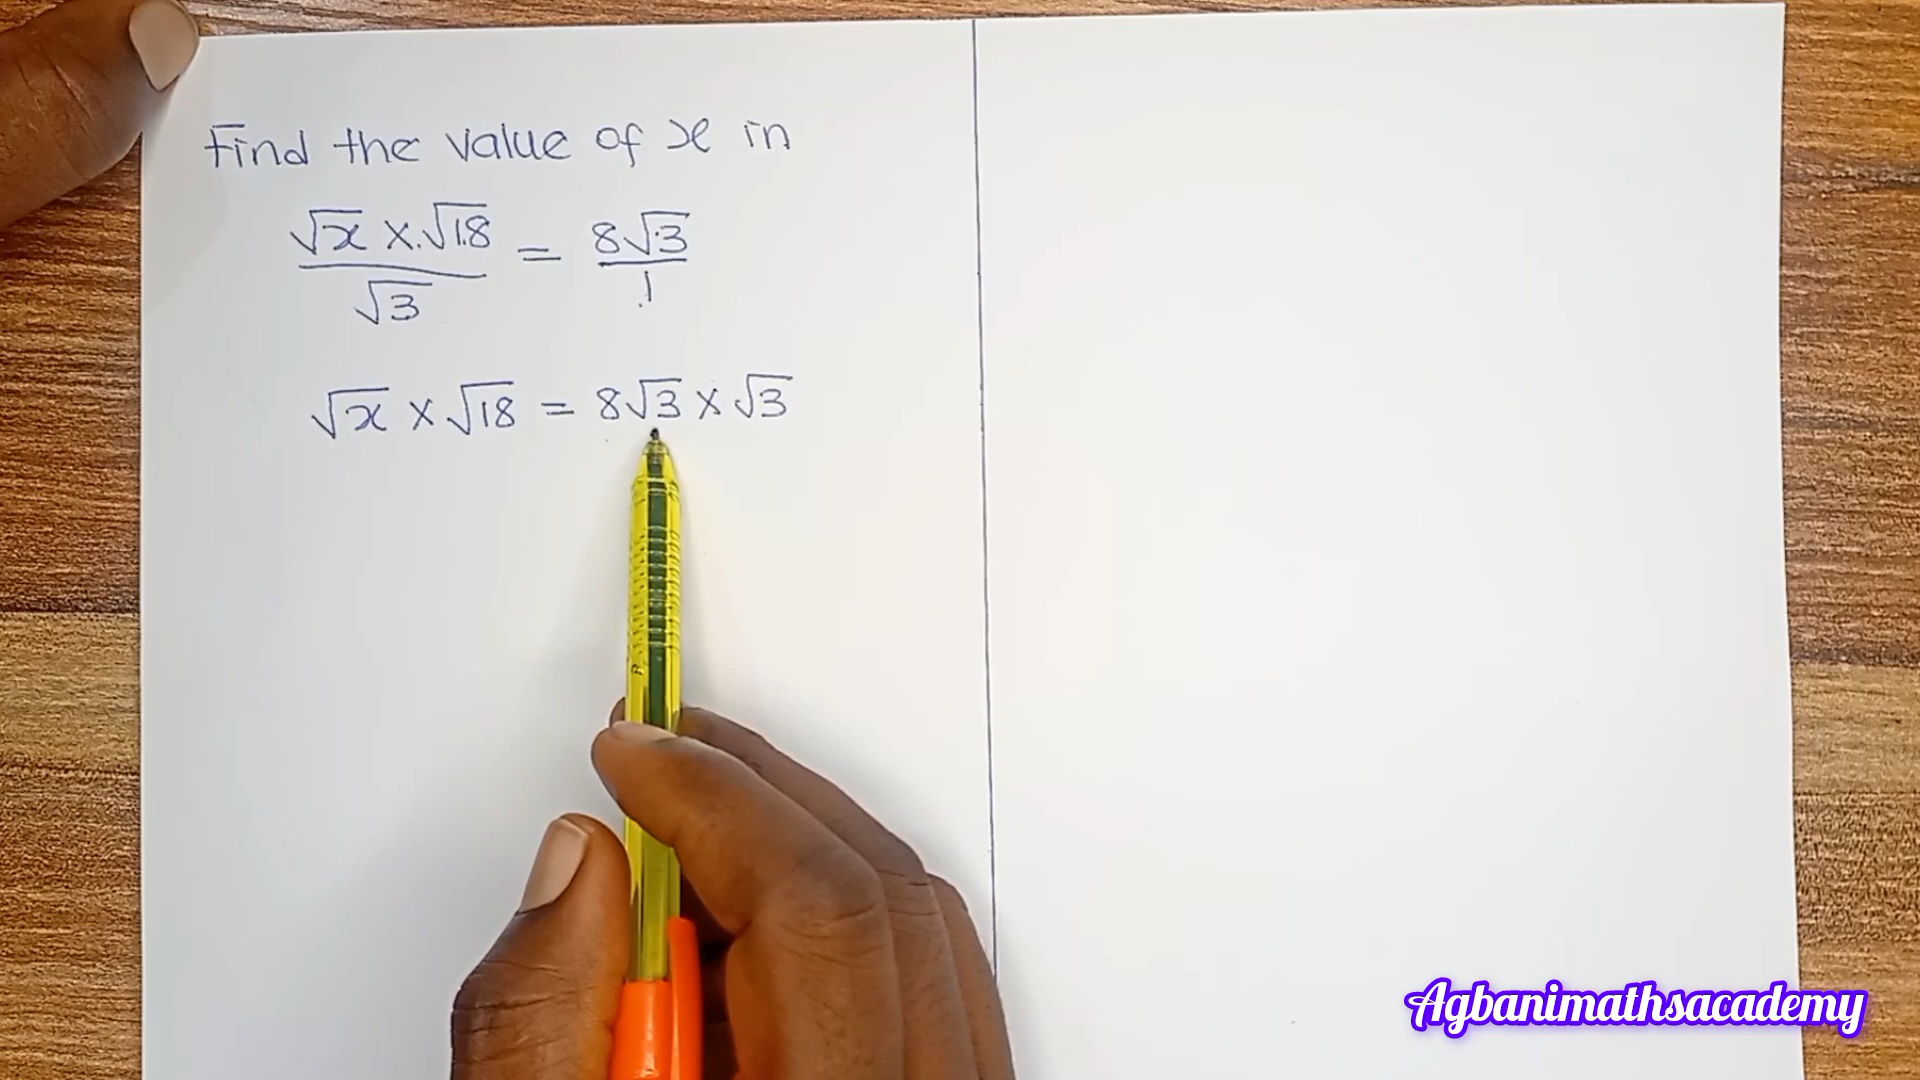 Find the value of x in
√x × √18 / √3 = 8√3 / 1
√x × √18 = 8√3 × √3
Agbanimathsacademy